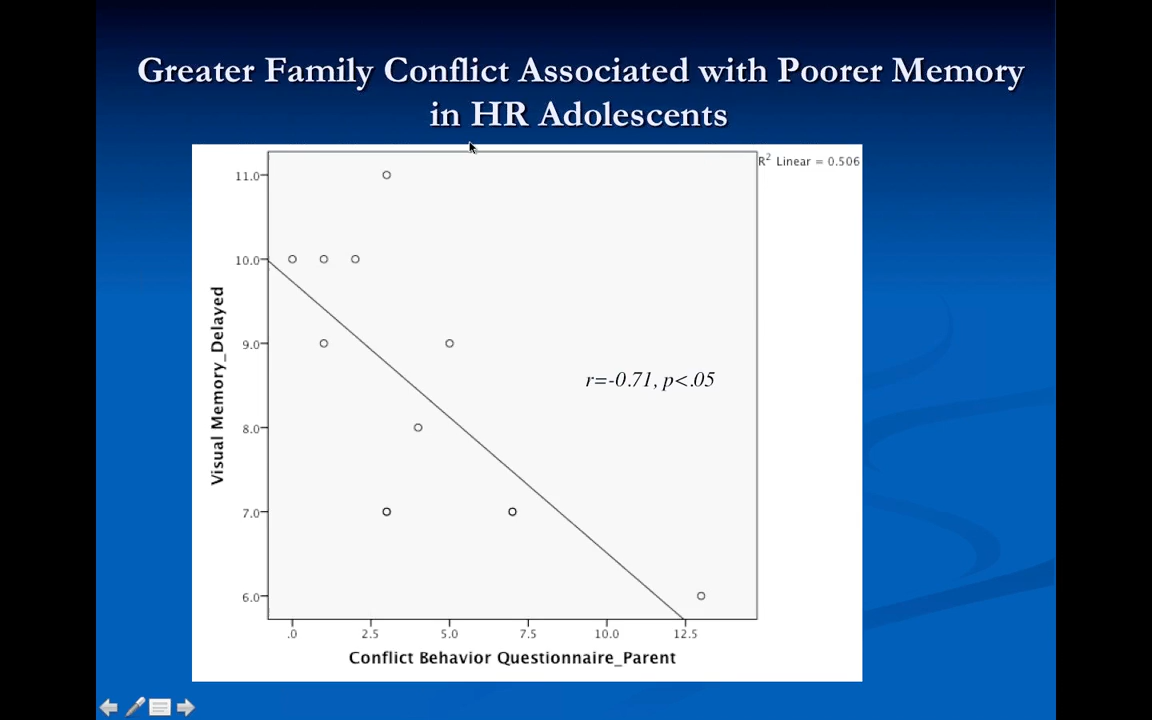 Greater Family Conflict Associated with Poorer Memory
in HR Adolescents
R² Linear = 0.506
11.0
10.0
9.0
8.0
7.0
6.0
Visual Memory_Delayed
r=-0.71, p<.05
.0
2.5
5.0
7.5
10.0
12.5
Conflict Behavior Questionnaire_Parent